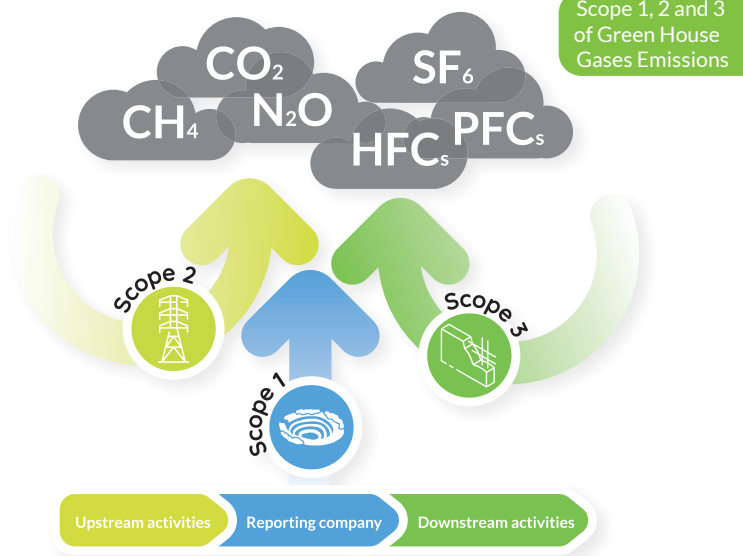 Scope 1, 2 and 3
of Green House
Gases Emissions
CO2
SF6
CH4
N2O
HFCs
PFCs
Scope 2
Scope 3
Scope 1
Upstream activities
Reporting company
Downstream activities